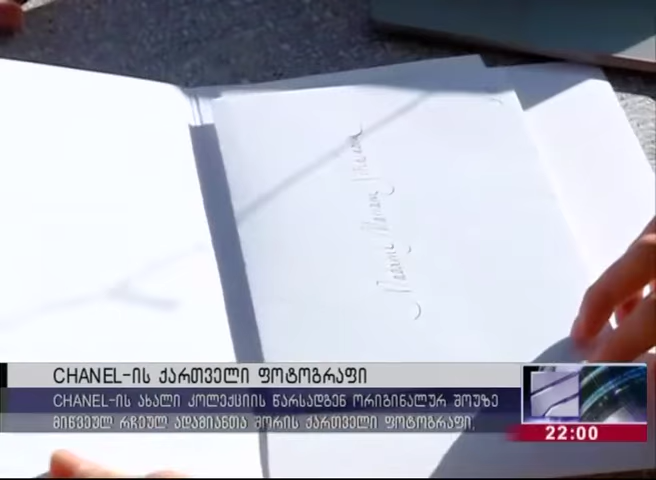 CHANEL-ის ქართველი ფოტოგრაფი
CHANEL-ის ახალი კოლექციის წარსადგენ ორიგინალურ შოუზე
მიწვეულ რჩეულ ადამიანთა შორის ქართველი ფოტოგრაფი,
22:00